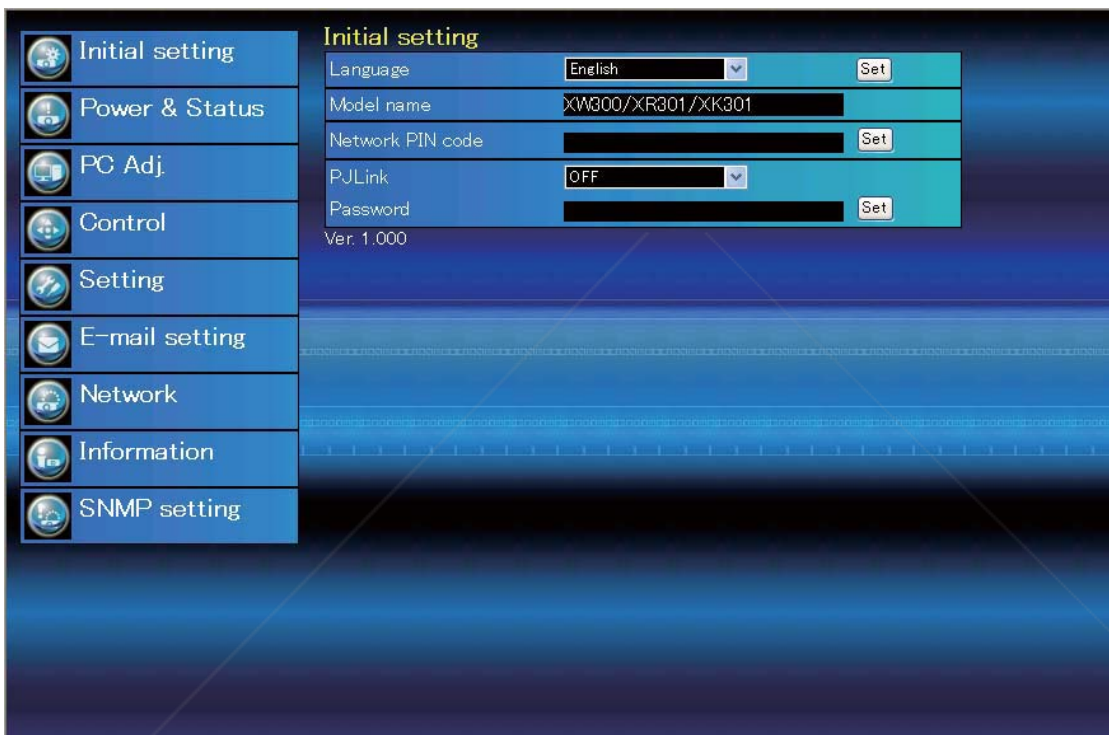 Initial setting
Power & Status
PC Adj.
Control
Setting
E-mail setting
Network
Information
SNMP setting
Initial setting
Language English Set
Model name XW300/XR301/XK301
Network PIN code Set
PJLink OFF
Password Set
Ver. 1.000